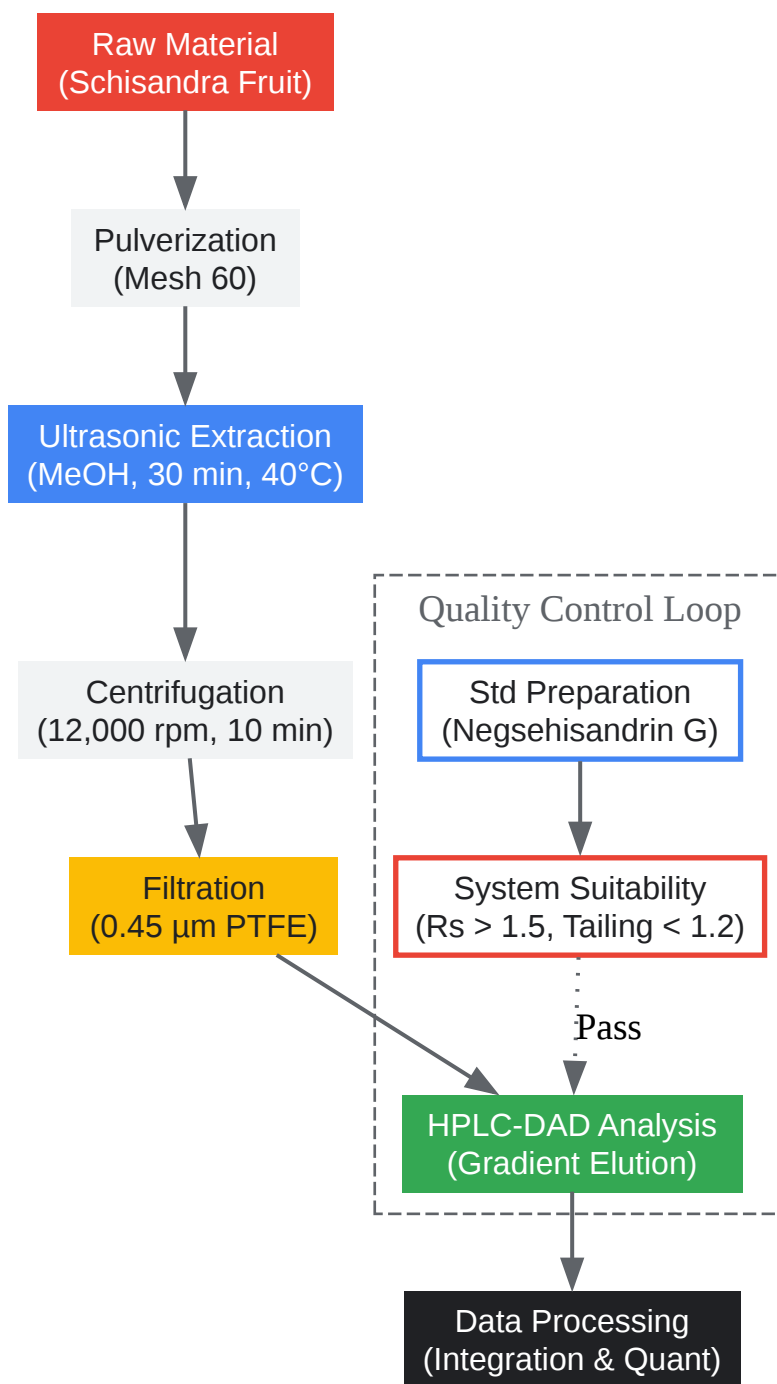 Raw Material
(Schisandra Fruit)
Pulverization
(Mesh 60)
Ultrasonic Extraction
(MeOH, 30 min, 40°C)
Centrifugation
(12,000 rpm, 10 min)
Filtration
(0.45 µm PTFE)
Quality Control Loop
Std Preparation
(Negsehisandrin G)
System Suitability
(Rs > 1.5, Tailing < 1.2)
Pass
HPLC-DAD Analysis
(Gradient Elution)
Data Processing
(Integration & Quant)